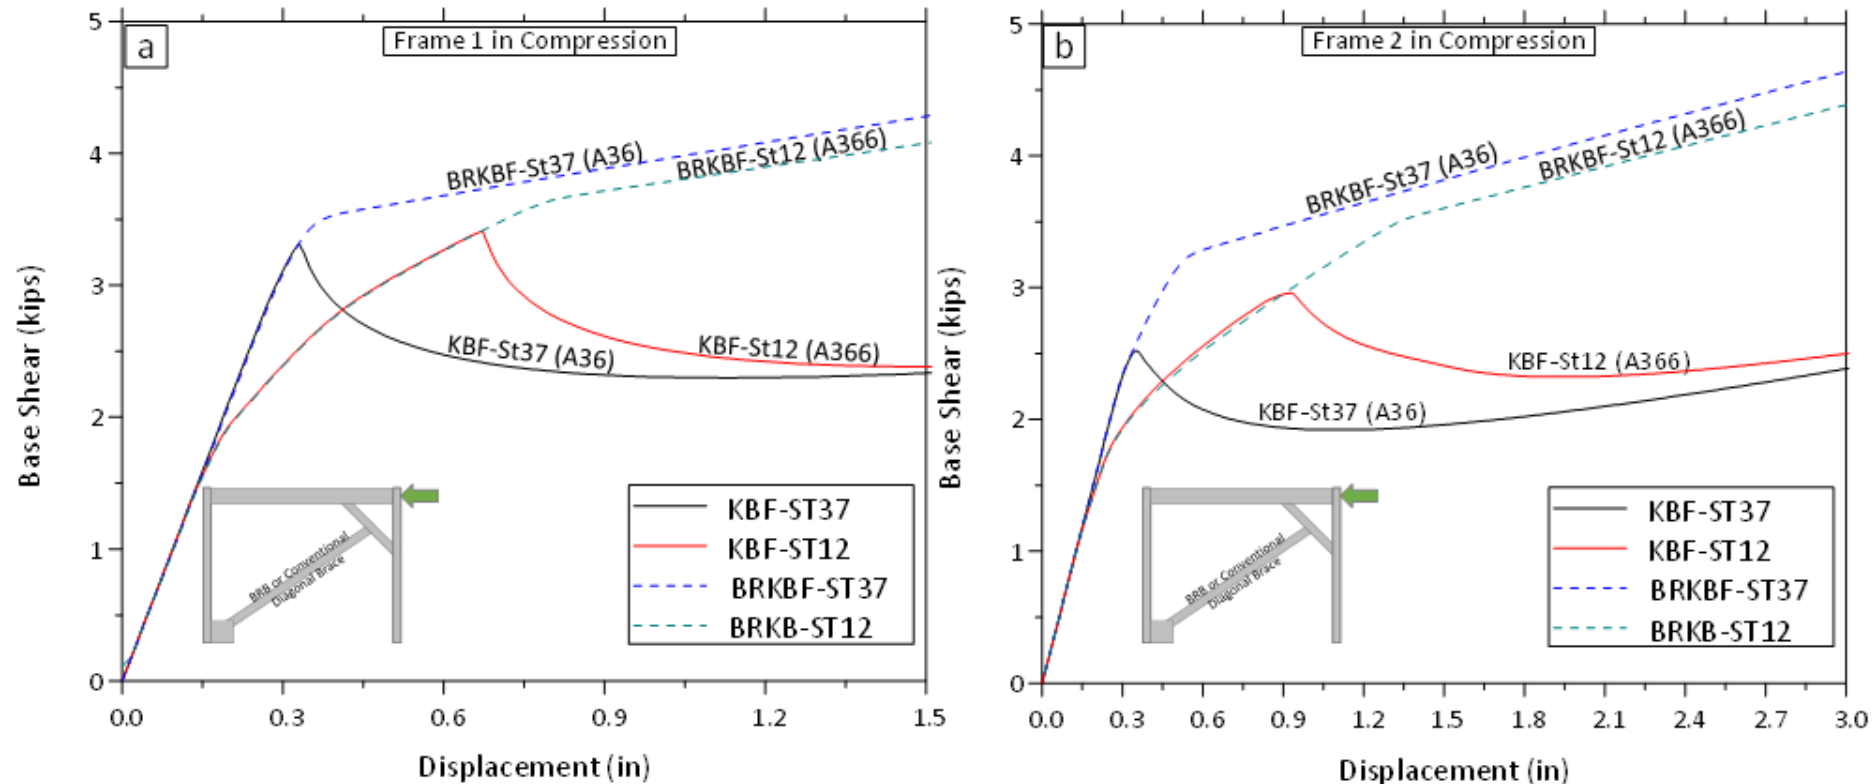 a
Frame 1 in Compression
5
4
3
2
1
0
0.0
0.3
0.6
0.9
1.2
1.5
Base Shear (kips)
Displacement (in)
BRKBF-St37 (A36)
BRKBF-St12 (A366)
KBF-St37 (A36)
KBF-St12 (A366)
BRB or Conventional
Diagonal Brace
KBF-ST37
KBF-ST12
BRKBF-ST37
BRKB-ST12
b
Frame 2 in Compression
5
4
3
2
1
0
0.0
0.3
0.6
0.9
1.2
1.5
1.8
2.1
2.4
2.7
3.0
Base Shear (kips)
Displacement (in)
BRKBF-St37 (A36)
BRKBF-St12 (A366)
KBF-St12 (A366)
KBF-St37 (A36)
BRB or Conventional
Diagonal Brace
KBF-ST37
KBF-ST12
BRKBF-ST37
BRKB-ST12